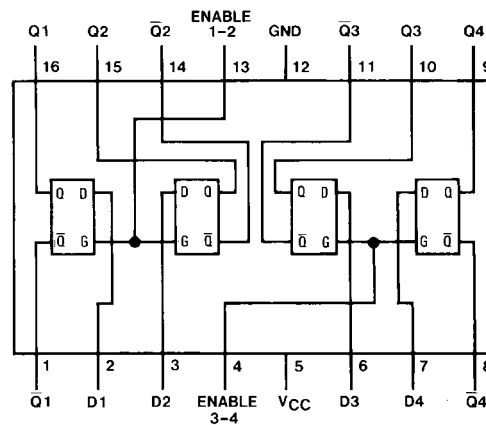 Q1 Q2 Q̅2 ENABLE 1-2 GND Q̅3 Q3 Q4
16 15 14 13 12 11 10 9
Q D D Q Q D D Q
Q̅ G G Q̅ Q̅ G G Q̅
1 2 3 4 5 6 7 8
Q̅1 D1 D2 ENABLE 3-4 VCC D3 D4 Q̅4